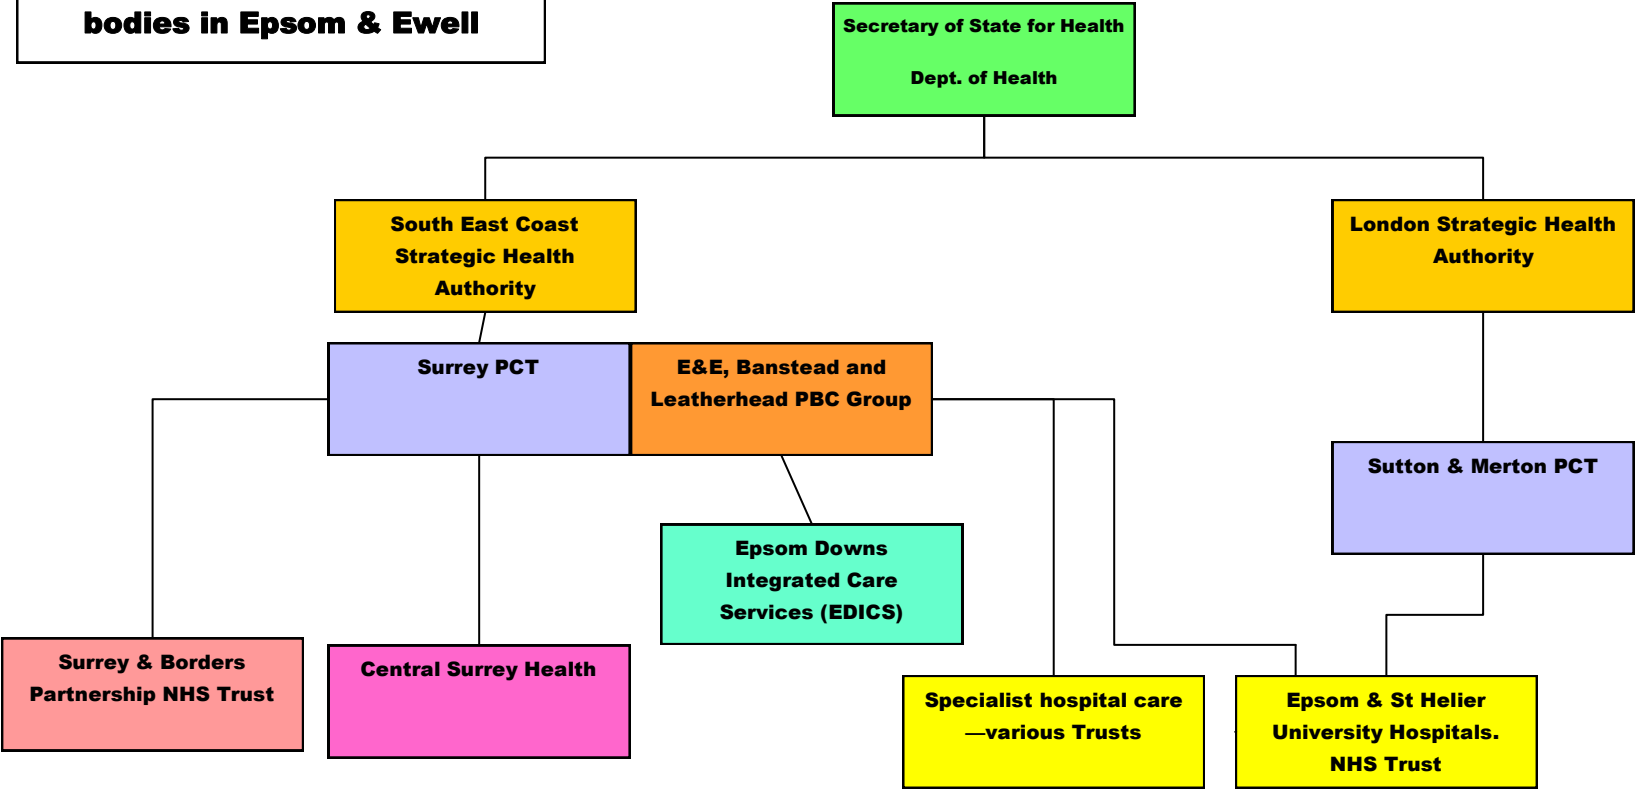 bodies in Epsom & Ewell
Secretary of State for Health
Dept. of Health
South East Coast
Strategic Health
Authority
London Strategic Health
Authority
Surrey PCT
E&E, Banstead and
Leatherhead PBC Group
Sutton & Merton PCT
Epsom Downs
Integrated Care
Services (EDICS)
Surrey & Borders
Partnership NHS Trust
Central Surrey Health
Specialist hospital care
—various Trusts
Epsom & St Helier
University Hospitals.
NHS Trust